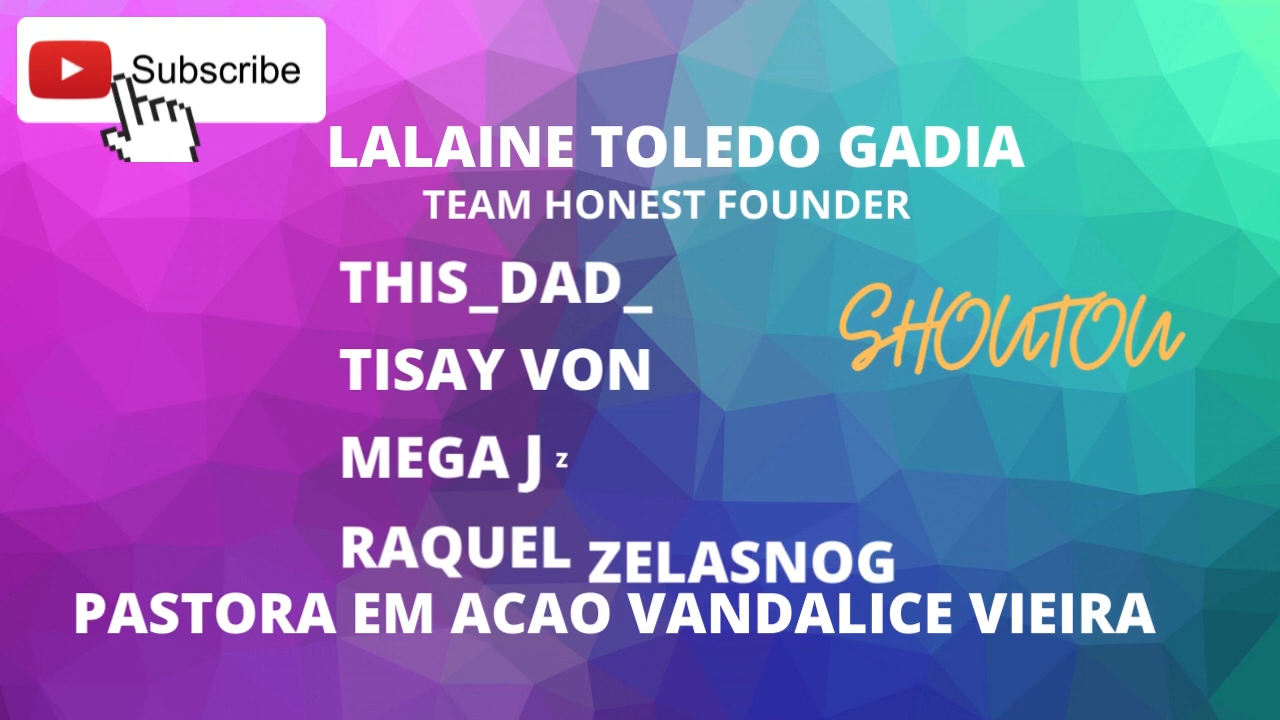 Subscribe
LALAINE TOLEDO GADIA
TEAM HONEST FOUNDER
THIS_DAD_
SHOUTOU
TISAY VON
MEGA J z
RAQUEL ZELASNOG
PASTORA EM ACAO VANDALICE VIEIRA